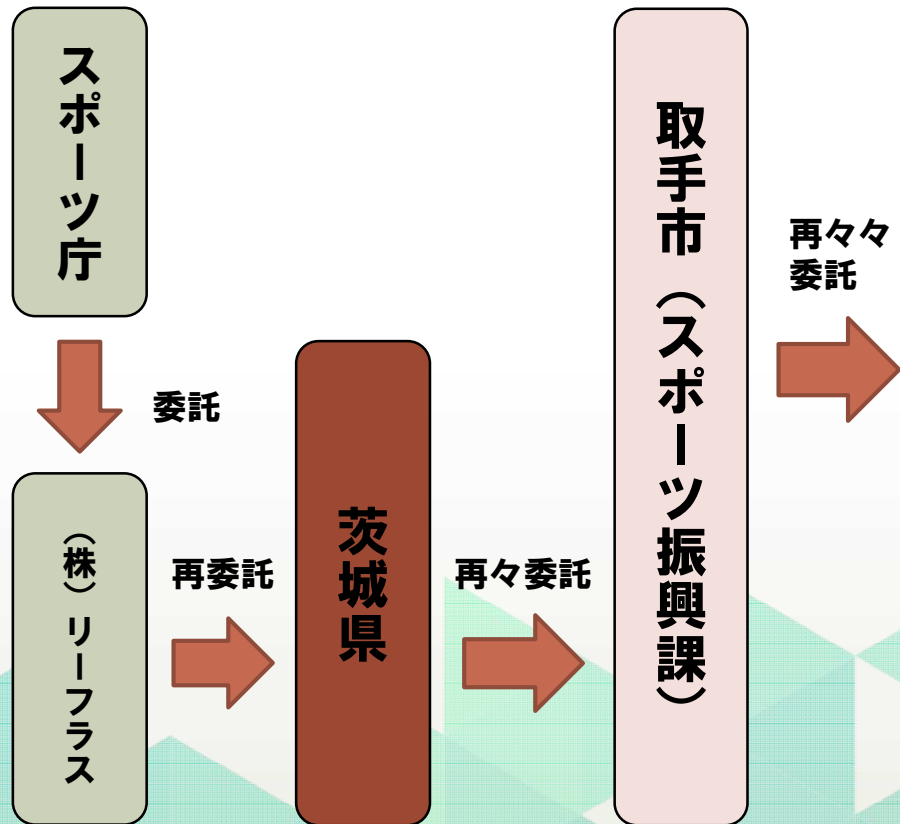 スポーツ庁
委託
（株）リーフラス
再委託
茨城県
再々委託
取手市（スポーツ振興課）
再々々
委託